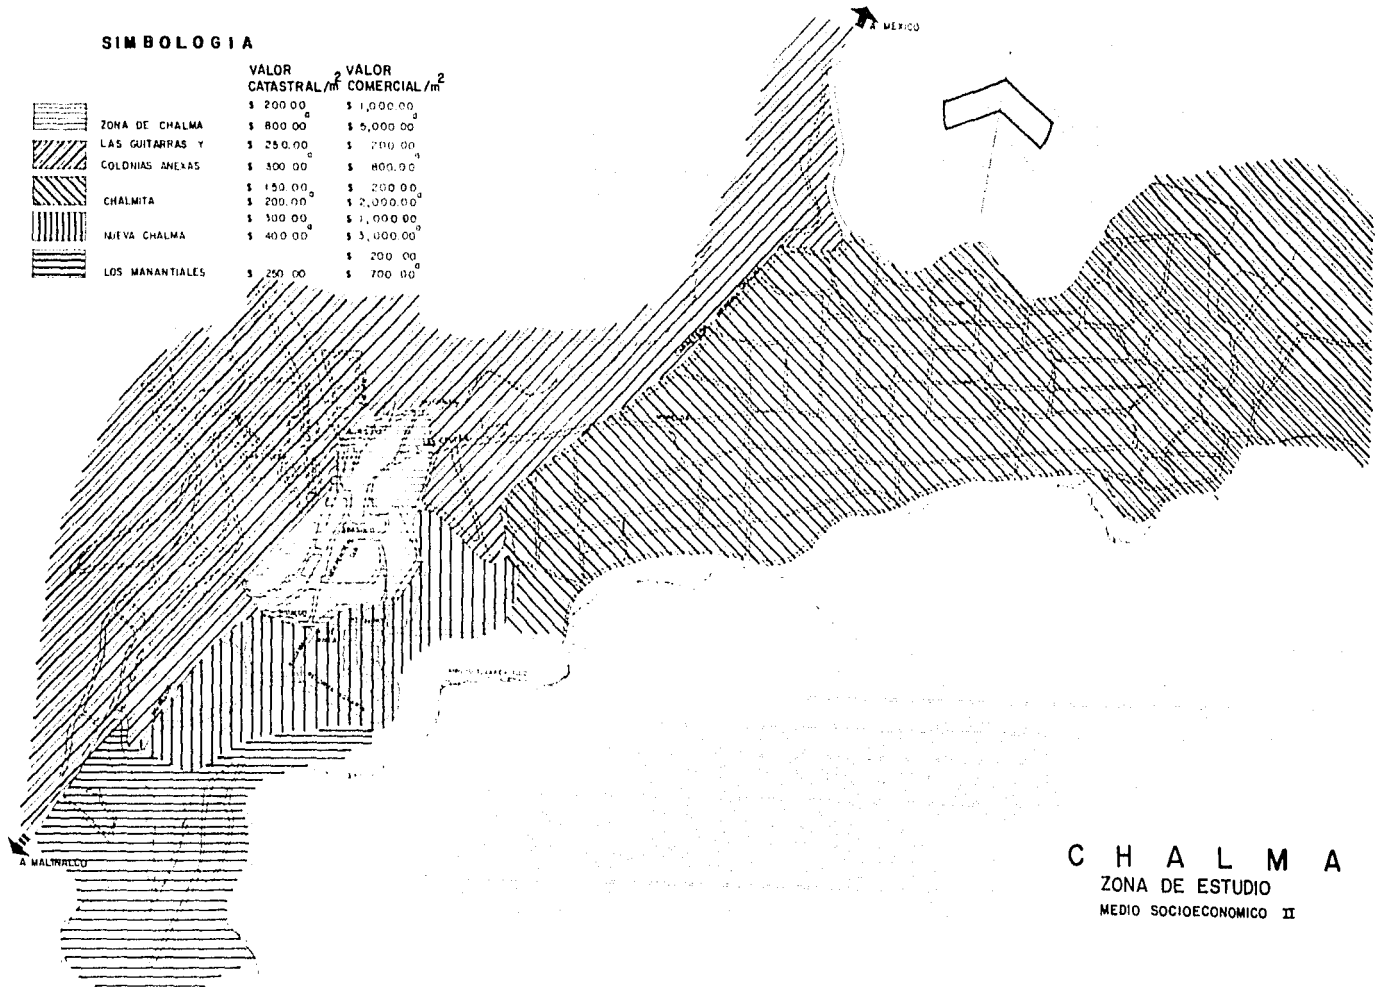 SIMBOLOGIA
VALOR CATASTRAL/m2 VALOR COMERCIAL/m2
$ 200.00 $ 1,000.00
a a
ZONA DE CHALMA $ 800.00 $ 5,000.00
LAS GUITARRAS Y $ 250.00 $ 200.00
a a
COLONIAS ANEXAS $ 300.00 $ 800.00
$ 150.00 $ 200.00
a a
CHALMITA $ 200.00 $ 2,000.00
$ 300.00 $ 1,000.00
a a
NUEVA CHALMA $ 400.00 $ 3,000.00
$ 200.00
a
LOS MANANTIALES $ 250.00 $ 700.00
A MEXICO
A MALINALCO
CHALMA
ZONA DE ESTUDIO
MEDIO SOCIOECONOMICO II